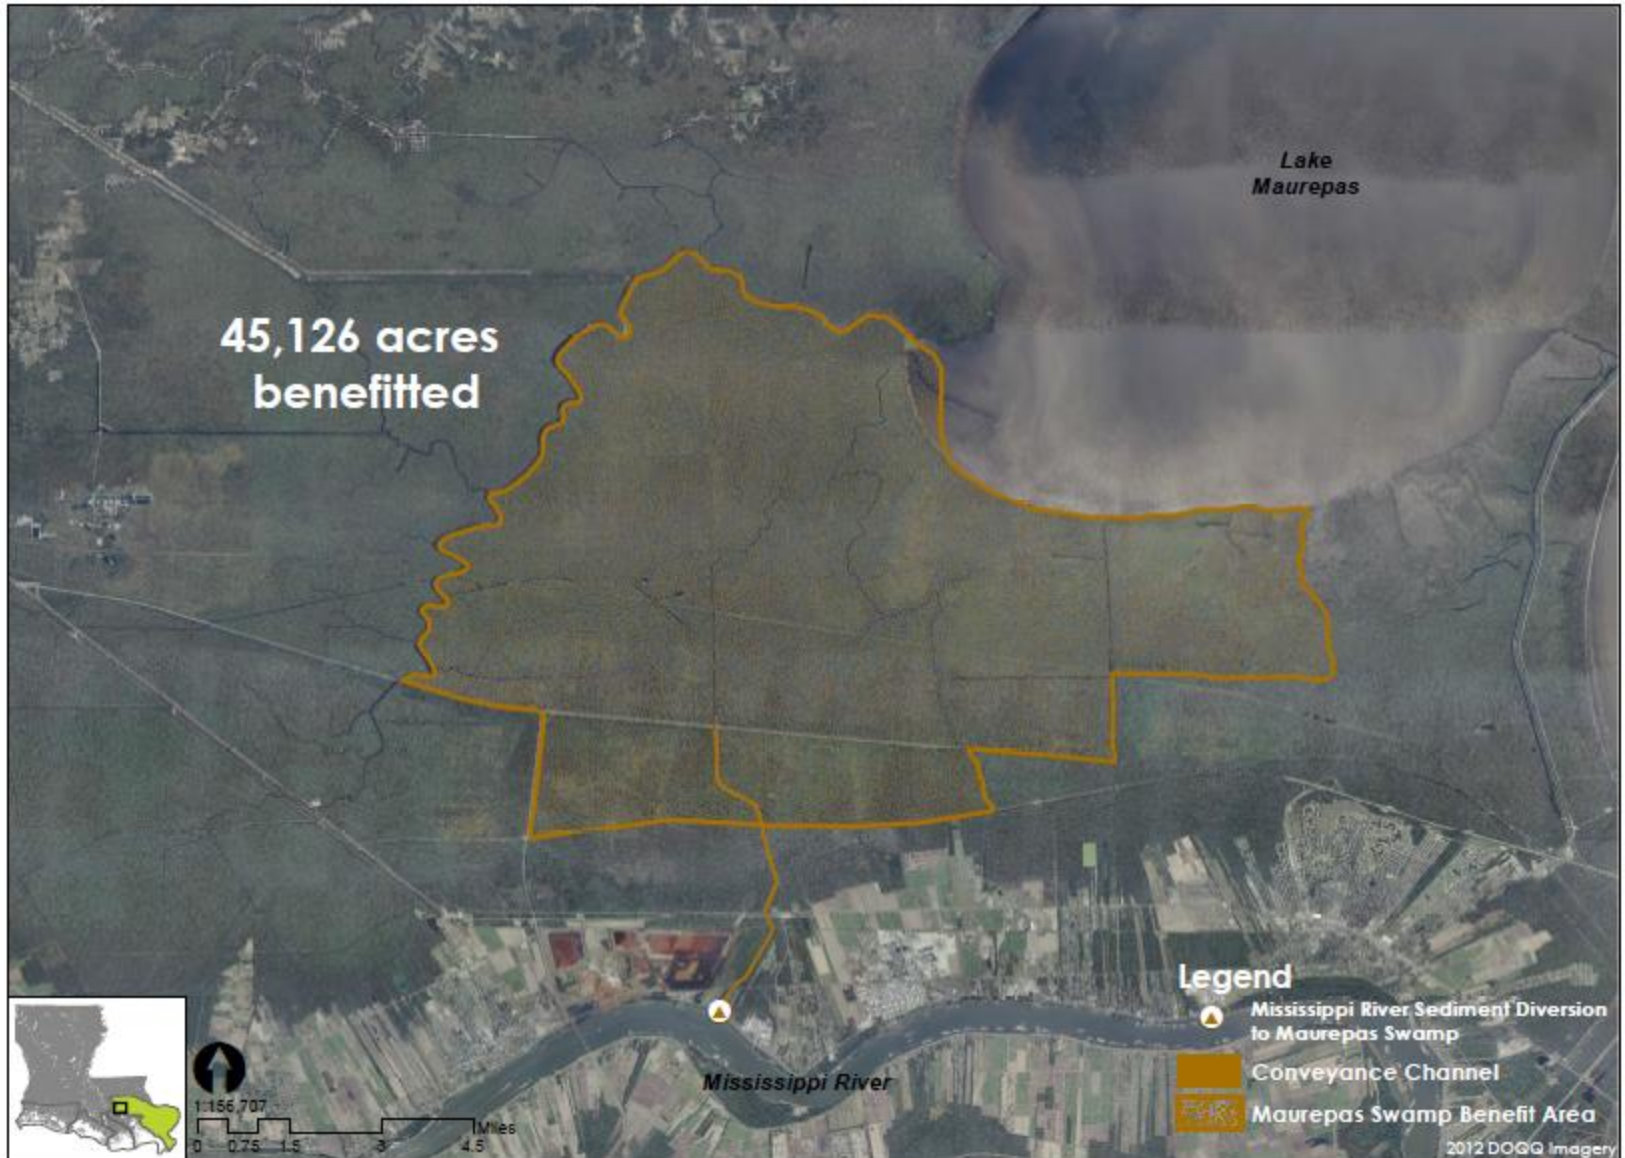 Lake
Maurepas
45,126 acres
benefitted
Legend
Mississippi River Sediment Diversion
to Maurepas Swamp
Conveyance Channel
Maurepas Swamp Benefit Area
Mississippi River
1:156,707
Miles
0 0.75 1.5 3 4.5
2012 DOQQ Imagery